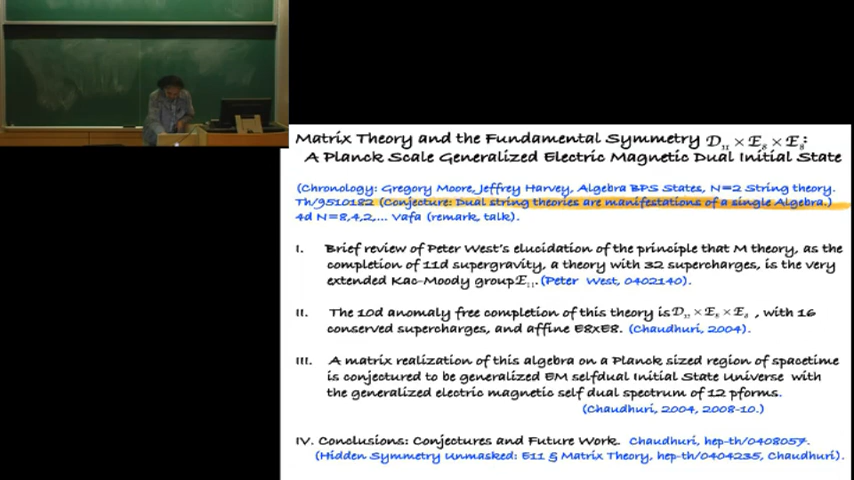 Matrix Theory and the Fundamental Symmetry D₁₁ × E₈ × E₈:
A Planck Scale Generalized Electric Magnetic Dual Initial State
(Chronology: Gregory Moore, Jeffrey Harvey, Algebra BPS States, N=2 String theory.
Th/9510182 (Conjecture: Dual string theories are manifestations of a single Algebra.)
4d N=8,4,2,... Vafa (remark, talk).
I. Brief review of Peter West's elucidation of the principle that M theory, as the
completion of 11d supergravity, a theory with 32 supercharges, is the very
extended Kac-Moody group E₁₁. (Peter West, 0402140).
II. The 10d anomaly free completion of this theory is D₁₁ × E₈ × E₈ , with 16
conserved supercharges, and affine E8xE8. (Chaudhuri, 2004).
III. A matrix realization of this algebra on a Planck sized region of spacetime
is conjectured to be generalized EM selfdual Initial State Universe with
the generalized electric magnetic self dual spectrum of 12 pforms.
(Chaudhuri, 2004, 2008-10.)
IV. Conclusions: Conjectures and Future Work. Chaudhuri, hep-th/0408057.
(Hidden Symmetry Unmasked: E11 & Matrix Theory, hep-th/0404235, Chaudhuri).